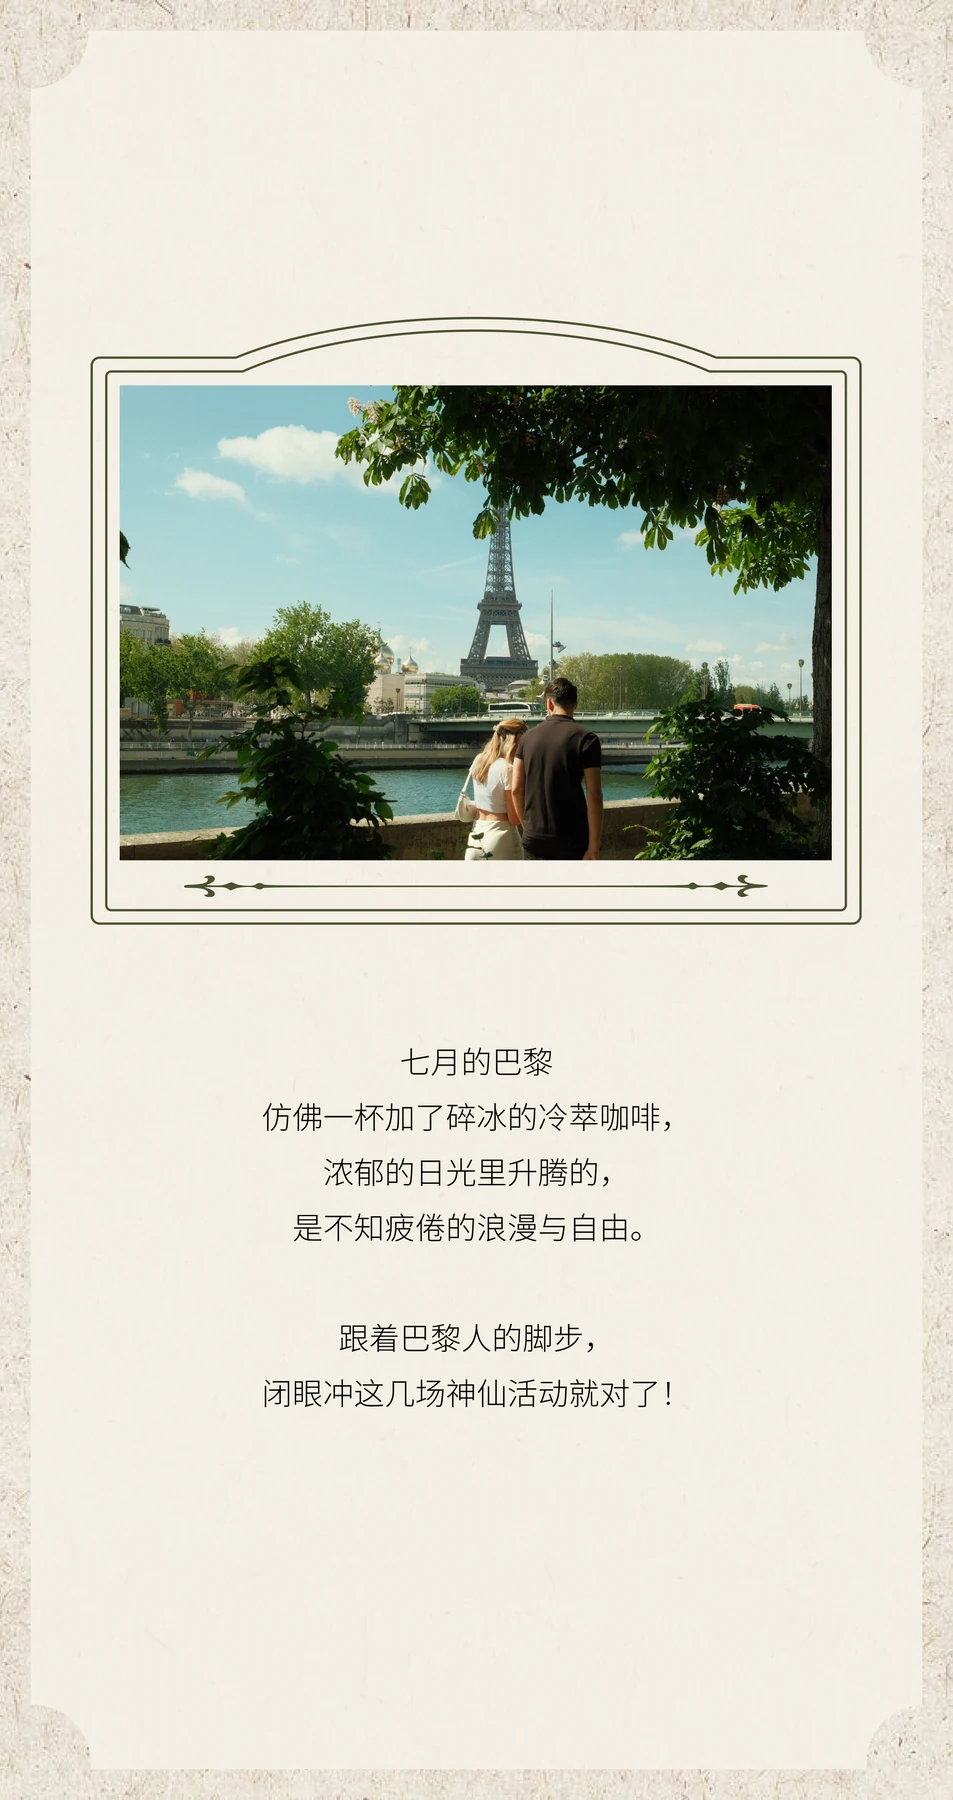 七月的巴黎
仿佛一杯加了碎冰的冷萃咖啡，
浓郁的日光里升腾的，
是不知疲倦的浪漫与自由。
跟着巴黎人的脚步，
闭眼冲这几场神仙活动就对了！